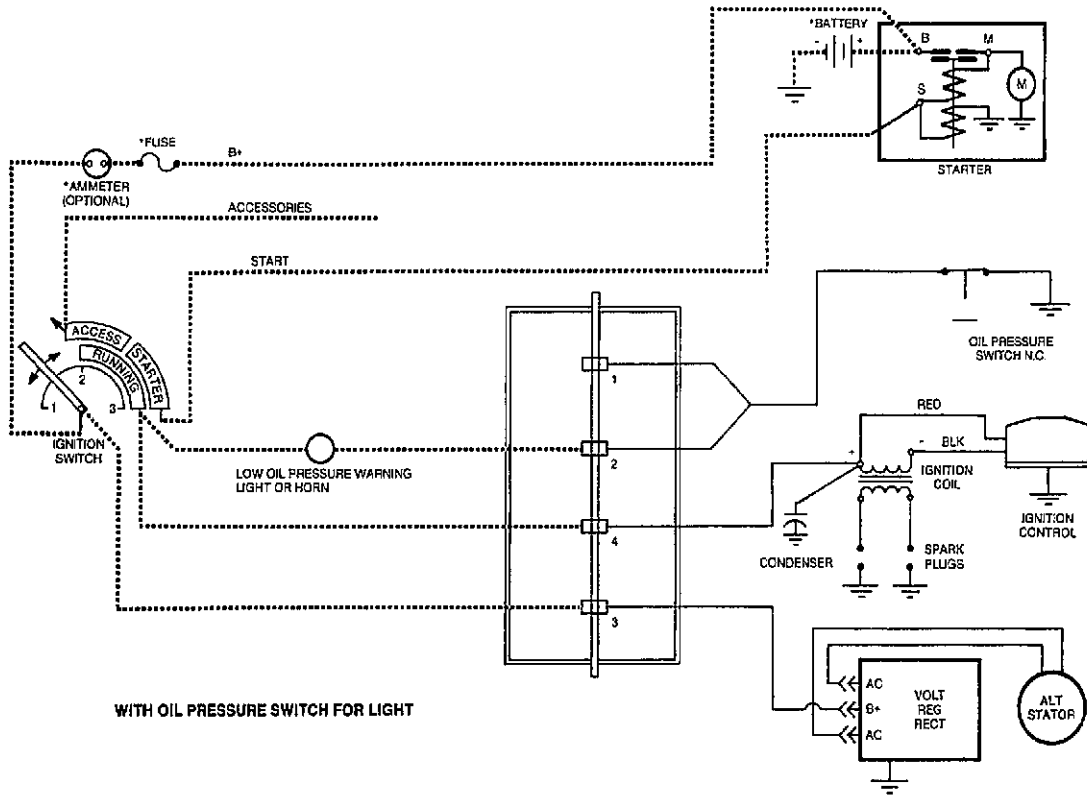 *BATTERY
-
+
B
M
M
S
STARTER
*FUSE
B+
*AMMETER
(OPTIONAL)
ACCESSORIES
START
ACCESS
RUNNING
STARTER
1
2
3
IGNITION
SWITCH
LOW OIL PRESSURE WARNING
LIGHT OR HORN
1
2
4
3
OIL PRESSURE
SWITCH N.C.
RED
+
-
BLK
IGNITION
COIL
IGNITION
CONTROL
CONDENSER
SPARK
PLUGS
AC
B+
AC
VOLT
REG
RECT
ALT
STATOR
WITH OIL PRESSURE SWITCH FOR LIGHT